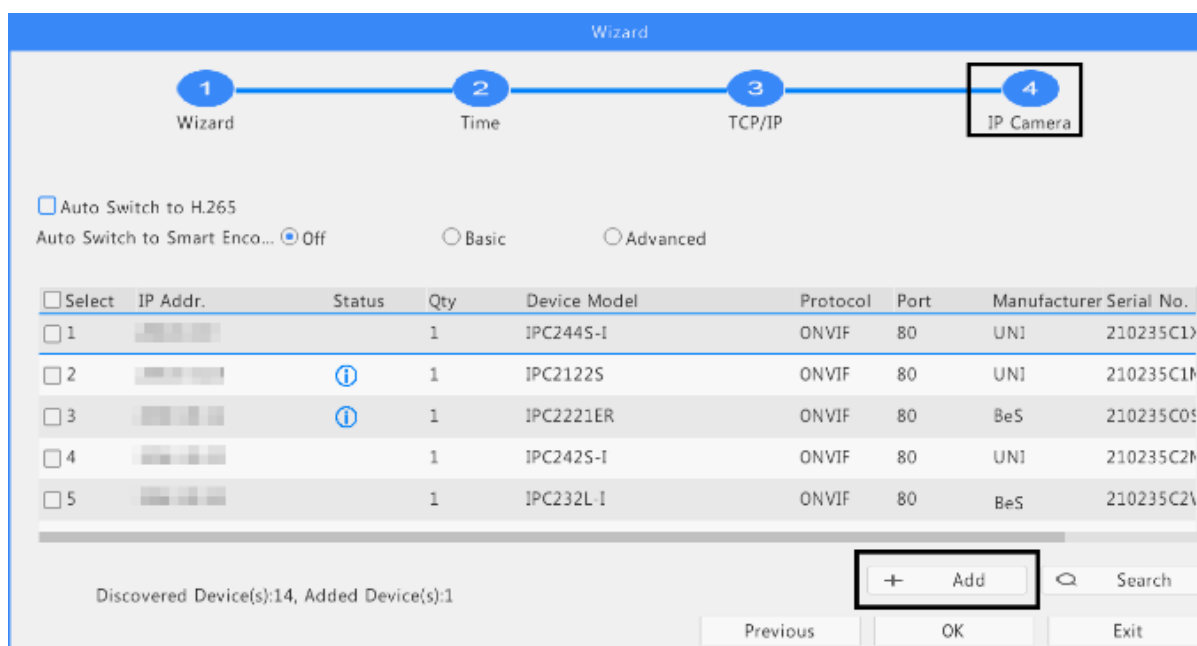 Wizard
1 2 3 4
Wizard Time TCP/IP IP Camera
Auto Switch to H.265
Auto Switch to Smart Enco... Off Basic Advanced
Select IP Addr. Status Qty Device Model Protocol Port Manufacturer Serial No.
1 1 IPC244S-I ONVIF 80 UNI 210235C1
2 1 IPC2122S ONVIF 80 UNI 210235C1
3 1 IPC2221ER ONVIF 80 BeS 210235C0
4 1 IPC242S-I ONVIF 80 UNI 210235C2
5 1 IPC232L-I ONVIF 80 BeS 210235C2
Discovered Device(s):14, Added Device(s):1
Add Search
Previous OK Exit